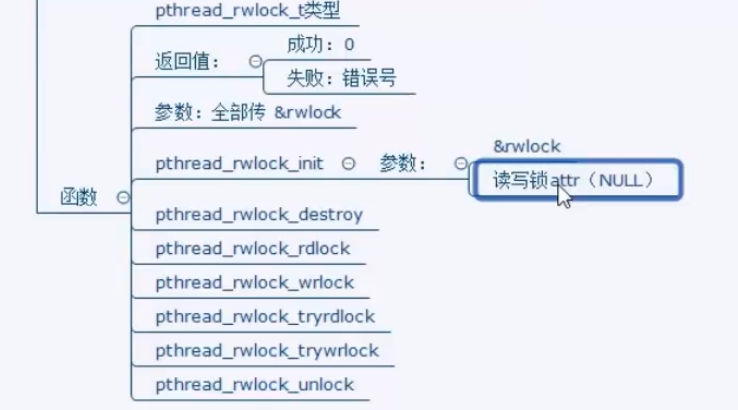 pthread_rwlock_t类型
返回值：
成功：0
失败：错误号
参数：全部传 &rwlock
pthread_rwlock_init
参数：
&rwlock
读写锁attr（NULL）
函数
pthread_rwlock_destroy
pthread_rwlock_rdlock
pthread_rwlock_wrlock
pthread_rwlock_tryrdlock
pthread_rwlock_trywrlock
pthread_rwlock_unlock